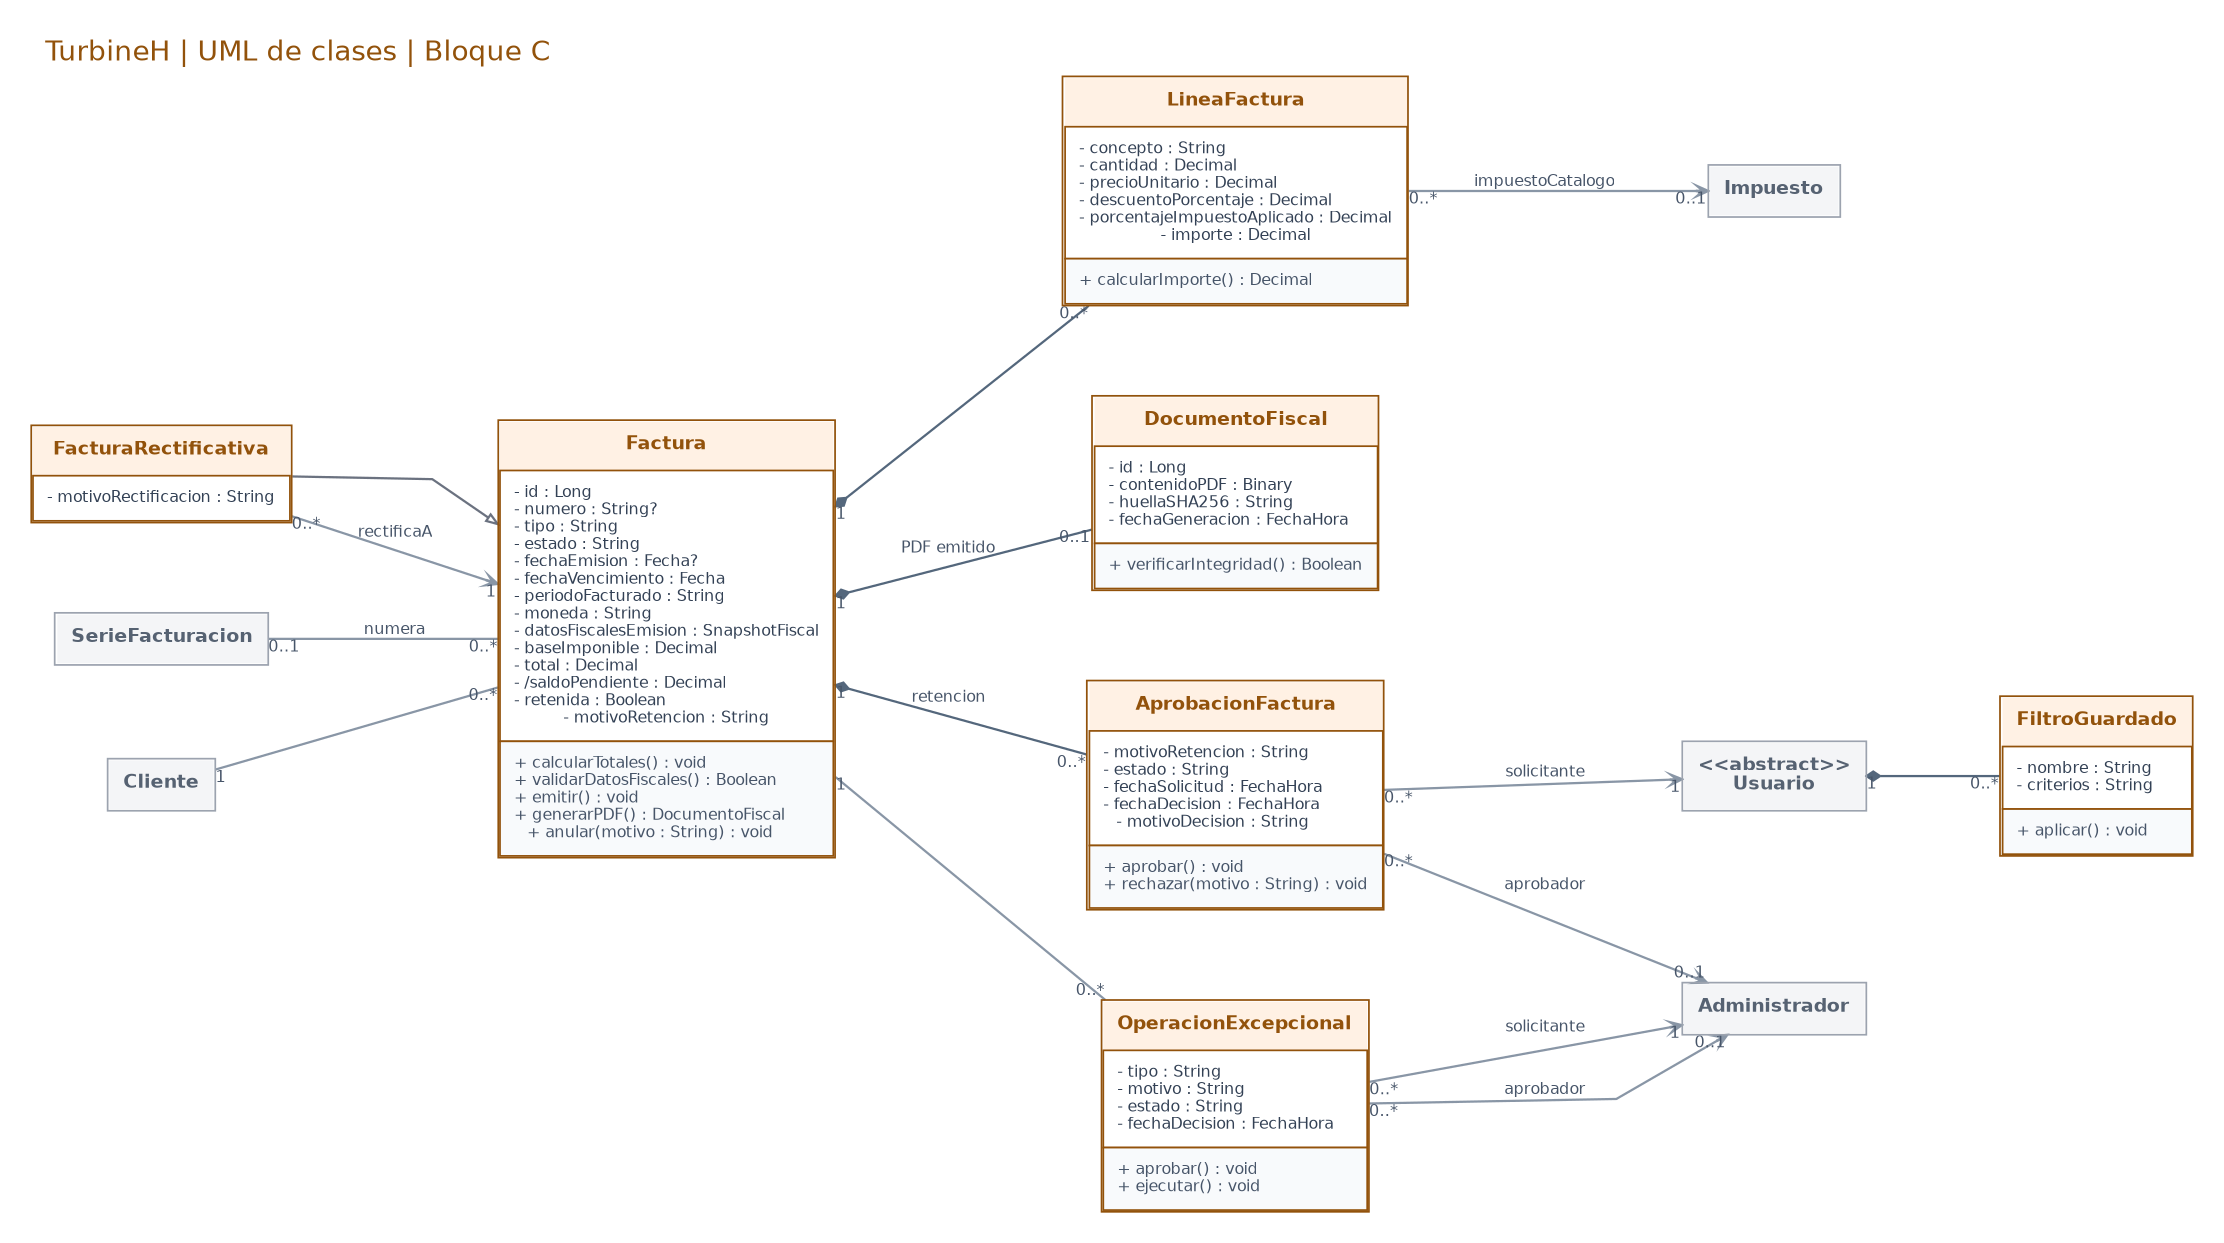 TurbineH | UML de clases | Bloque C
LineaFactura
- concepto : String
- cantidad : Decimal
- precioUnitario : Decimal
- descuentoPorcentaje : Decimal
- porcentajeImpuestoAplicado : Decimal
- importe : Decimal
+ calcularImporte() : Decimal
0..*
impuestoCatalogo
0..1
Impuesto
0..*
FacturaRectificativa
- motivoRectificacion : String
0..*
rectificaA
1
SerieFacturacion
0..1
numera
0..*
Cliente
1
0..*
Factura
- id : Long
- numero : String?
- tipo : String
- estado : String
- fechaEmision : Fecha?
- fechaVencimiento : Fecha
- periodoFacturado : String
- moneda : String
- datosFiscalesEmision : SnapshotFiscal
- baseImponible : Decimal
- total : Decimal
- /saldoPendiente : Decimal
- retenida : Boolean
- motivoRetencion : String
+ calcularTotales() : void
+ validarDatosFiscales() : Boolean
+ emitir() : void
+ generarPDF() : DocumentoFiscal
+ anular(motivo : String) : void
1
1
PDF emitido
0..1
1
retencion
0..*
1
0..*
DocumentoFiscal
- id : Long
- contenidoPDF : Binary
- huellaSHA256 : String
- fechaGeneracion : FechaHora
+ verificarIntegridad() : Boolean
AprobacionFactura
- motivoRetencion : String
- estado : String
- fechaSolicitud : FechaHora
- fechaDecision : FechaHora
- motivoDecision : String
+ aprobar() : void
+ rechazar(motivo : String) : void
0..*
solicitante
1
0..*
aprobador
0..1
<<abstract>>
Usuario
1
0..*
FiltroGuardado
- nombre : String
- criterios : String
+ aplicar() : void
Administrador
OperacionExcepcional
- tipo : String
- motivo : String
- estado : String
- fechaDecision : FechaHora
+ aprobar() : void
+ ejecutar() : void
0..*
solicitante
1
0..*
aprobador
0..1